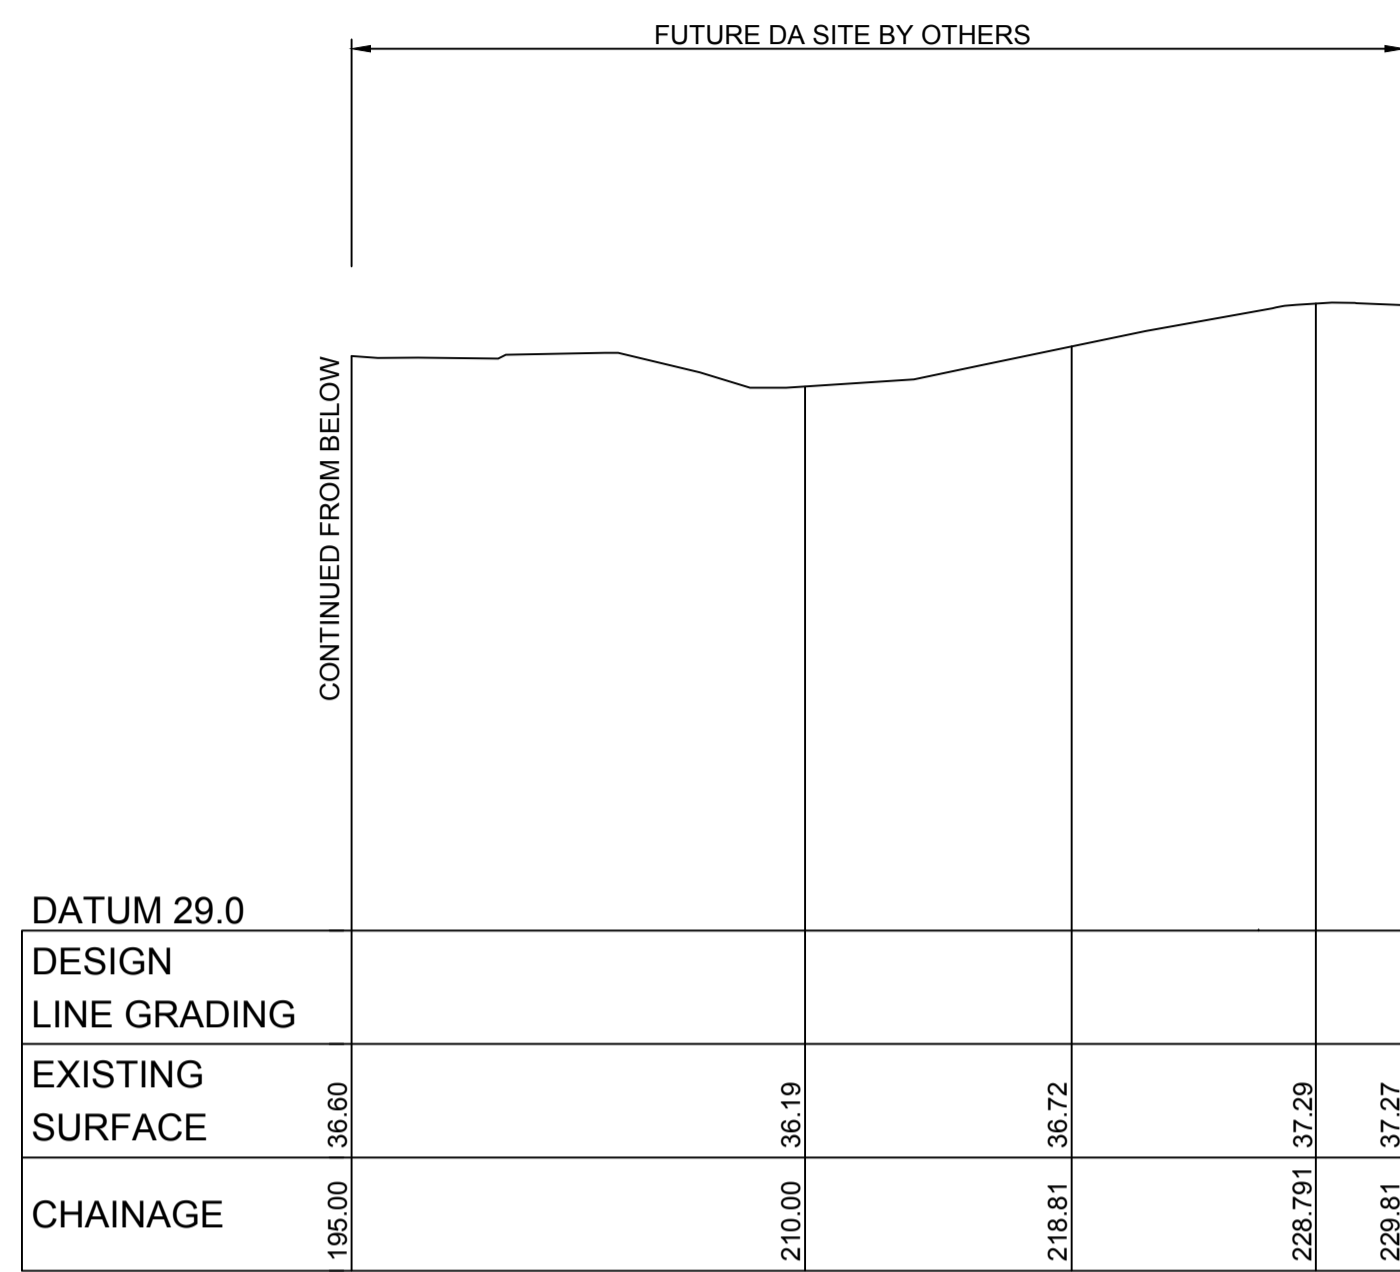 FUTURE DA SITE BY OTHERS
CONTINUED FROM BELOW
DATUM 29.0
DESIGN
LINE GRADING
EXISTING
SURFACE
36.60
36.19
36.72
37.29
37.27
CHAINAGE
195.00
210.00
218.81
228.791
229.81